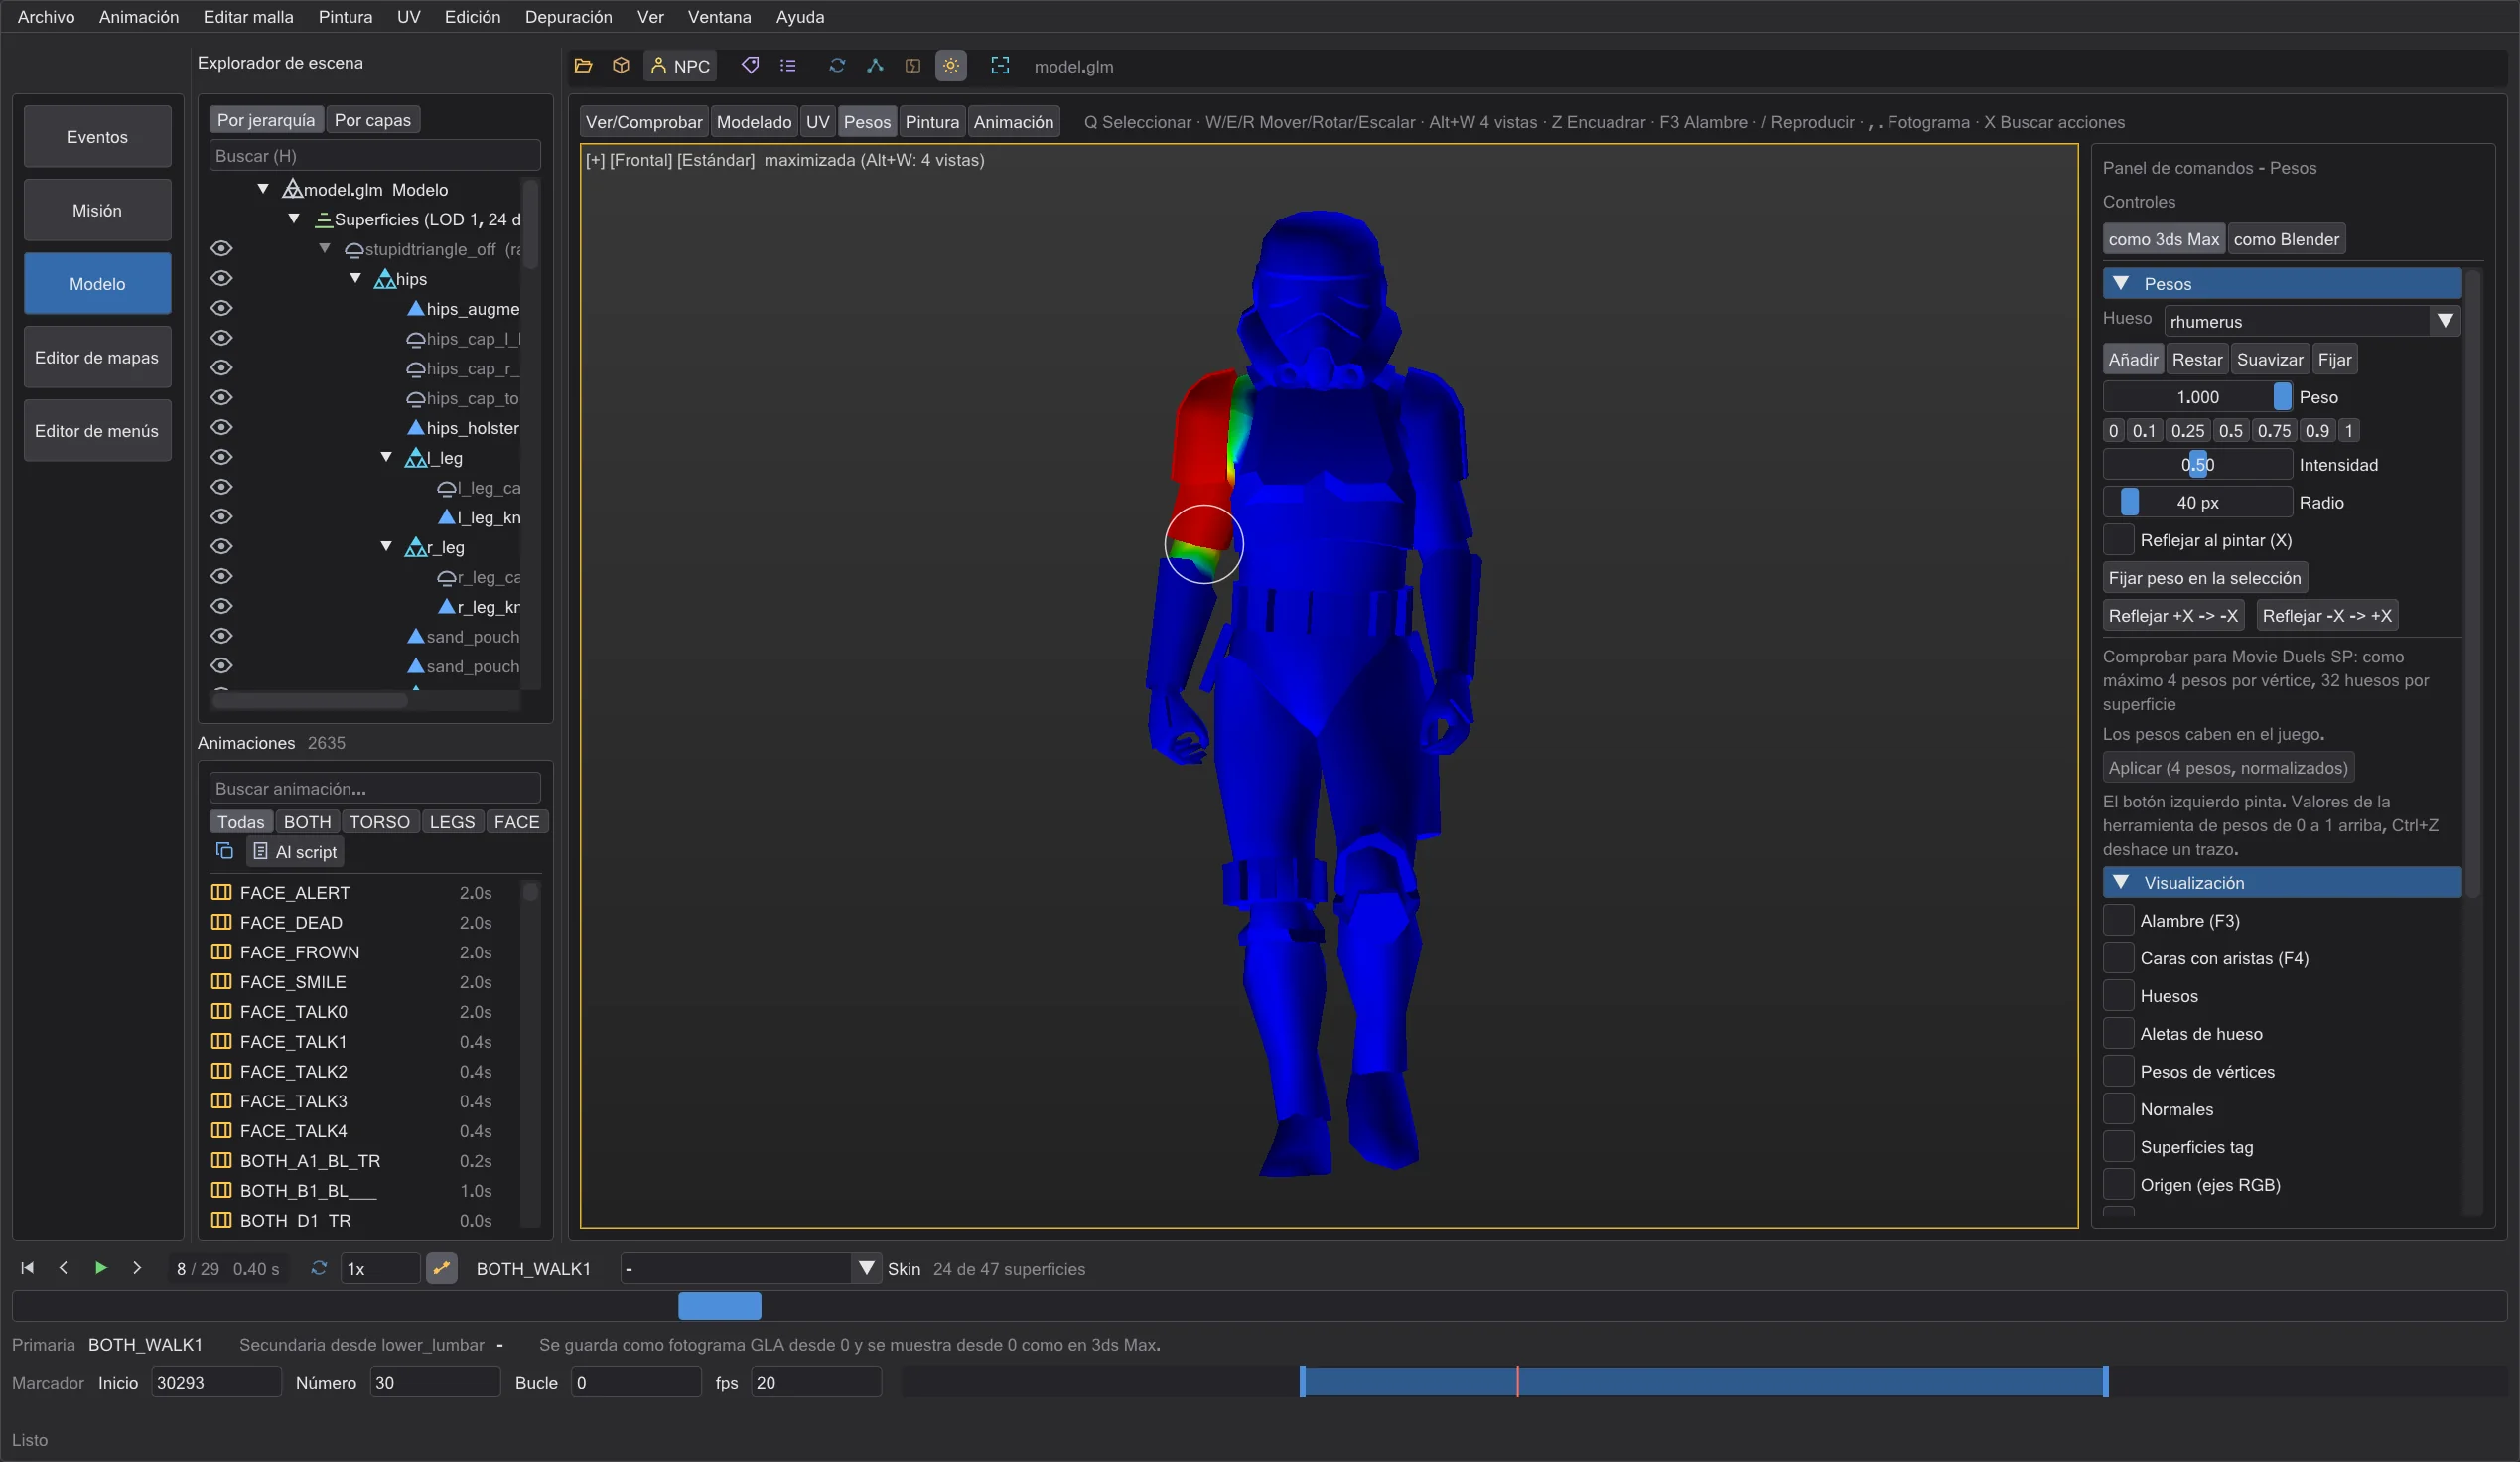 Archivo Animación Editar malla Pintura UV Edición Depuración Ver Ventana Ayuda
Explorador de escena
NPC model.glm
Eventos
Misión
Modelo
Editor de mapas
Editor de menús
Por jerarquía Por capas
Buscar (H)
model.glm Modelo
Superficies (LOD 1, 24 d
stupidtriangle_off (ra
hips
hips_augme
hips_cap_l_l
hips_cap_r_
hips_cap_to
hips_holster
l_leg
l_leg_ca
l_leg_kn
r_leg
r_leg_ca
r_leg_kn
sand_pouch
sand_pouch
Animaciones 2635
Buscar animación...
Todas BOTH TORSO LEGS FACE
Al script
FACE_ALERT 2.0s
FACE_DEAD 2.0s
FACE_FROWN 2.0s
FACE_SMILE 2.0s
FACE_TALK0 2.0s
FACE_TALK1 0.4s
FACE_TALK2 0.4s
FACE_TALK3 0.4s
FACE_TALK4 0.4s
BOTH_A1_BL_TR 0.2s
BOTH_B1_BL___ 1.0s
BOTH_D1_TR 0.0s
Ver/Comprobar Modelado UV Pesos Pintura Animación Q Seleccionar · W/E/R Mover/Rotar/Escalar · Alt+W 4 vistas · Z Encuadrar · F3 Alambre · / Reproducir · , . Fotograma · X Buscar acciones
[+] [Frontal] [Estándar] maximizada (Alt+W: 4 vistas)
Panel de comandos - Pesos
Controles
como 3ds Max como Blender
Pesos
Hueso rhumerus
Añadir Restar Suavizar Fijar
1.000 Peso
0 0.1 0.25 0.5 0.75 0.9 1
0.50 Intensidad
40 px Radio
Reflejar al pintar (X)
Fijar peso en la selección
Reflejar +X -> -X Reflejar -X -> +X
Comprobar para Movie Duels SP: como
máximo 4 pesos por vértice, 32 huesos por
superficie
Los pesos caben en el juego.
Aplicar (4 pesos, normalizados)
El botón izquierdo pinta. Valores de la
herramienta de pesos de 0 a 1 arriba, Ctrl+Z
deshace un trazo.
Visualización
Alambre (F3)
Caras con aristas (F4)
Huesos
Aletas de hueso
Pesos de vértices
Normales
Superficies tag
Origen (ejes RGB)
8 / 29 0.40 s 1x BOTH_WALK1 - Skin 24 de 47 superficies
Primaria BOTH_WALK1 Secundaria desde lower_lumbar - Se guarda como fotograma GLA desde 0 y se muestra desde 0 como en 3ds Max.
Marcador Inicio 30293 Número 30 Bucle 0 fps 20
Listo